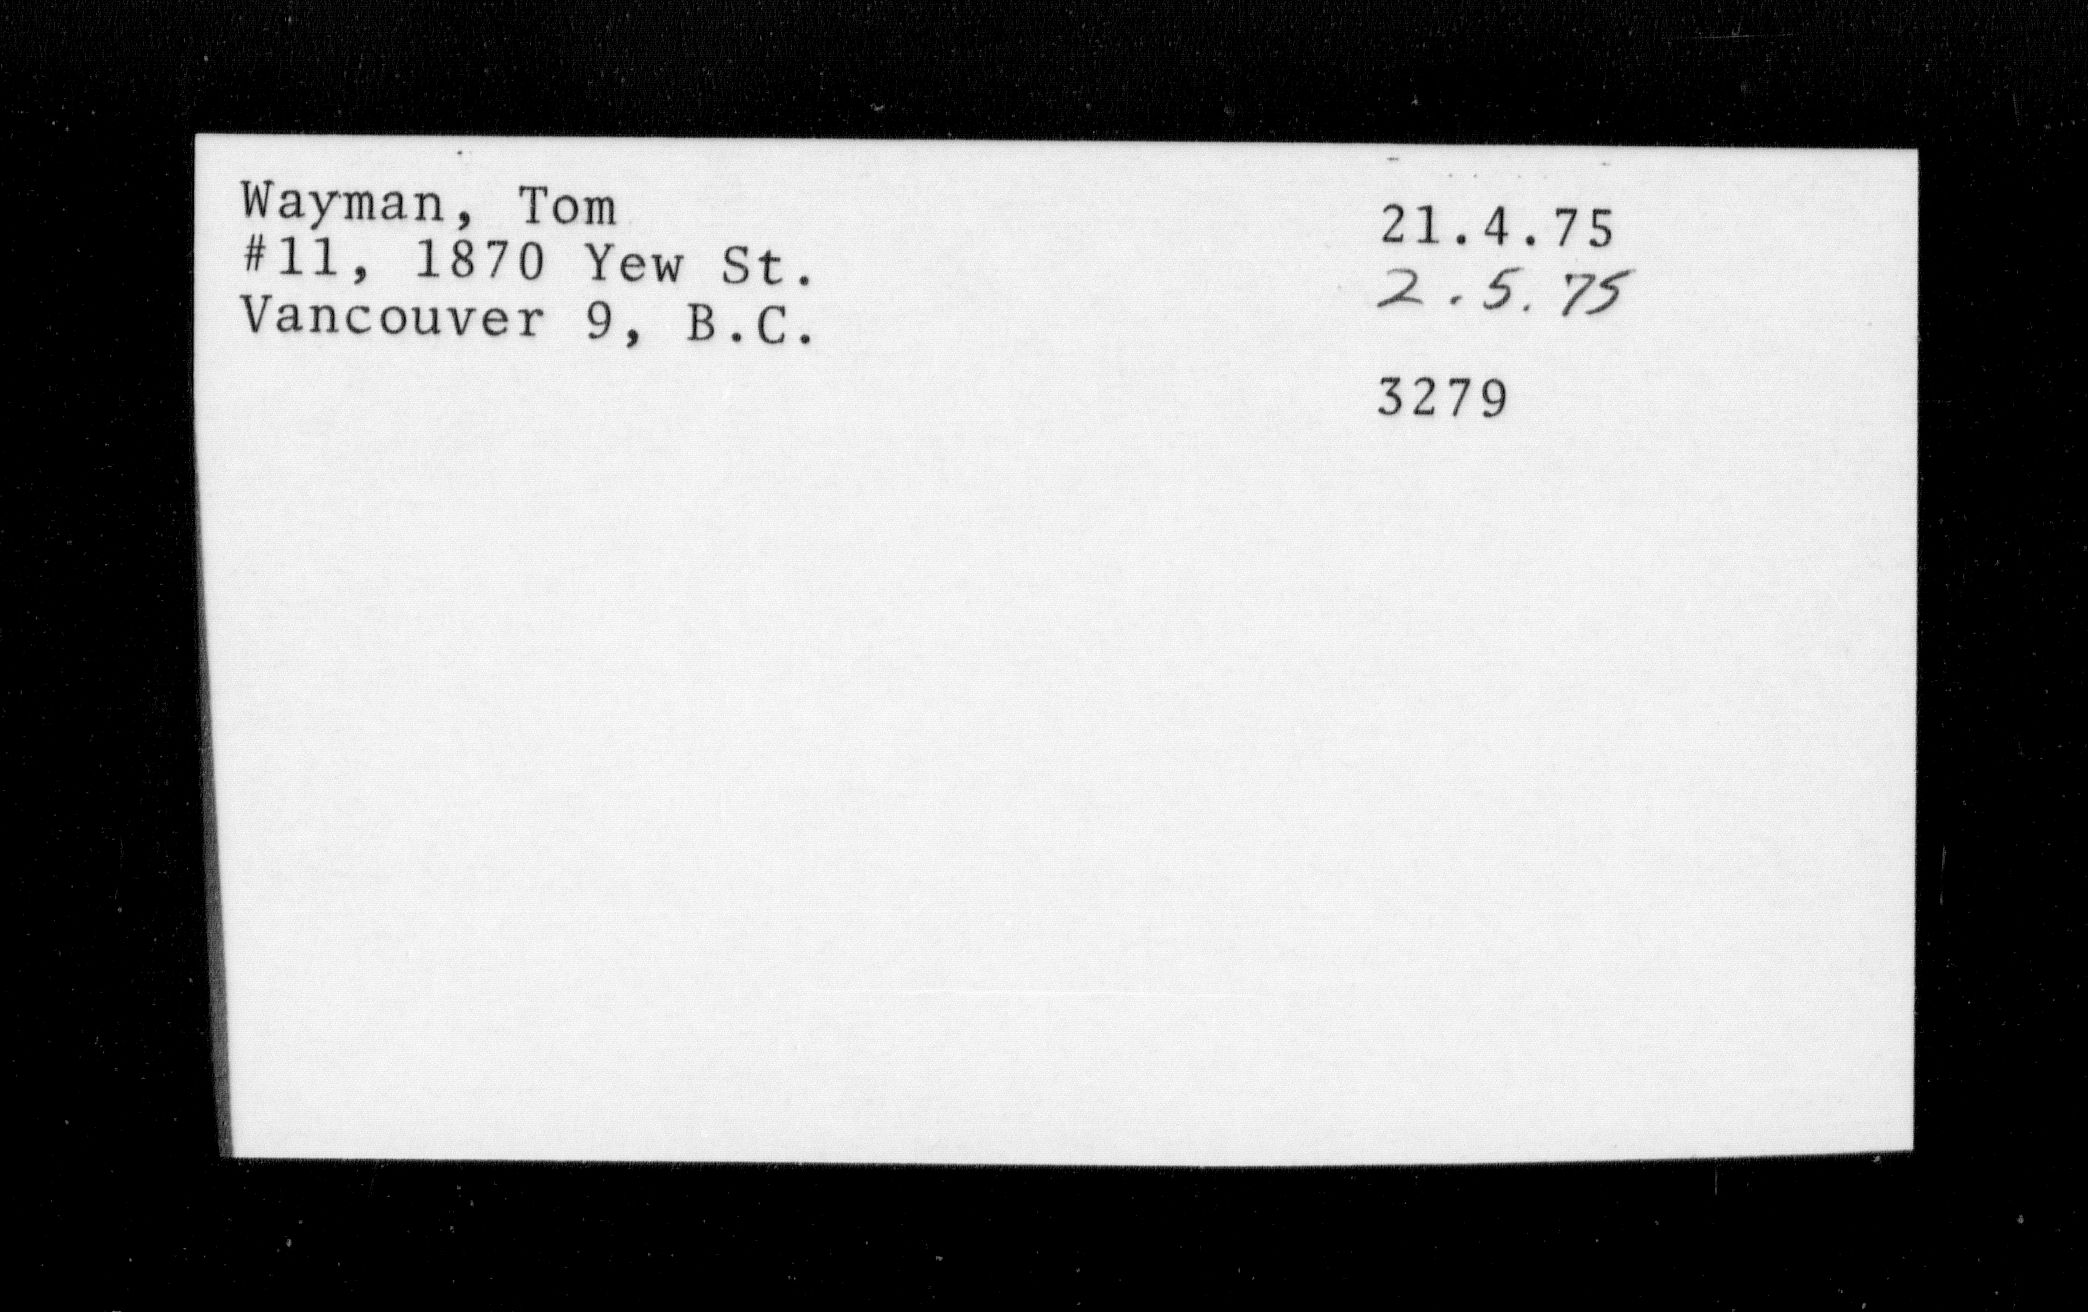 Wayman, Tom
#11, 1870 Yew St.
Vancouver 9, B.C.
21.4.75
2.5.75
3279